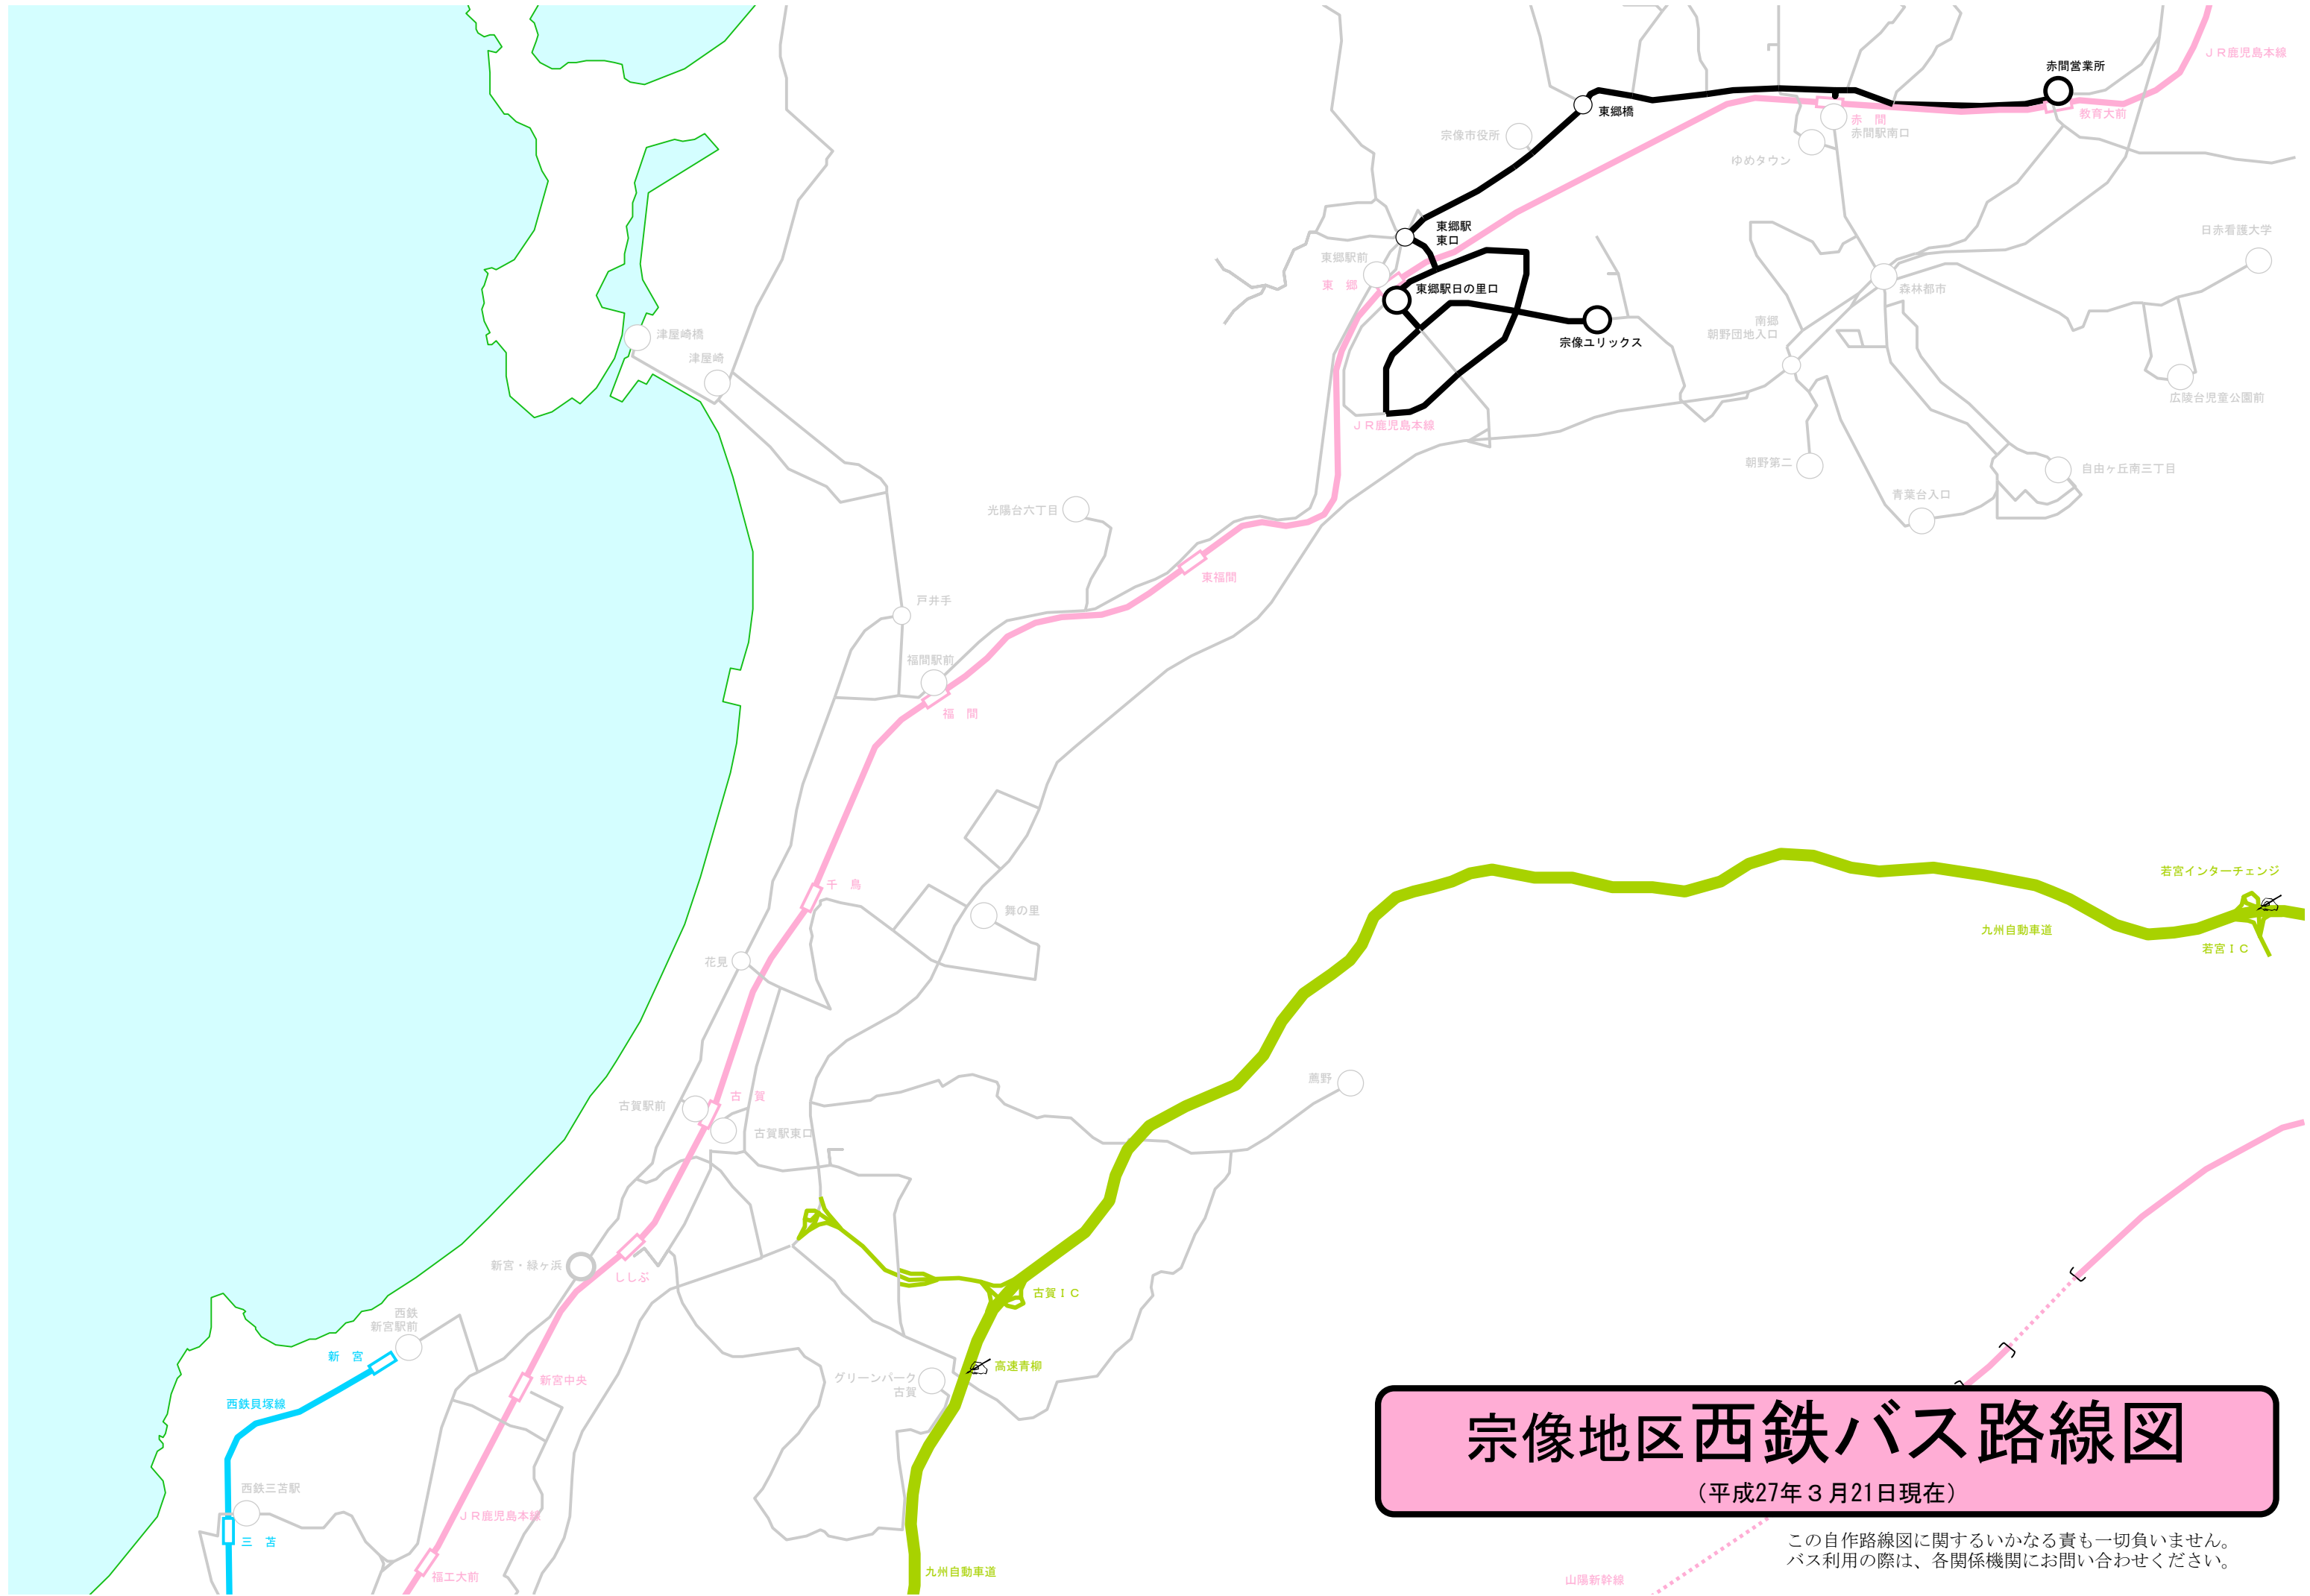 ＪＲ鹿児島本線
赤間営業所
東郷橋
教育大前
赤　間
赤間駅南口
宗像市役所
ゆめタウン
東郷駅
東口
日赤看護大学
東郷駅前
東　郷
東郷駅日の里口
森林都市
南郷
朝野団地入口
津屋崎橋
津屋崎
宗像ユリックス
広陵台児童公園前
ＪＲ鹿児島本線
朝野第二
自由ヶ丘南三丁目
青葉台入口
光陽台六丁目
東福間
戸井手
福間駅前
福　間
若宮インターチェンジ
千　鳥
舞の里
九州自動車道
若宮ＩＣ
花見
薦野
古　賀
古賀駅前
古賀駅東口
新宮・緑ヶ浜
ししぶ
古賀ＩＣ
西鉄
新宮駅前
新　宮
高速青柳
新宮中央
グリーンパーク
古賀
西鉄貝塚線
宗像地区西鉄バス路線図
（平成27年３月21日現在）
西鉄三苫駅
ＪＲ鹿児島本線
三　苫
この自作路線図に関するいかなる責も一切負いません。
バス利用の際は、各関係機関にお問い合わせください。
福工大前
九州自動車道
山陽新幹線